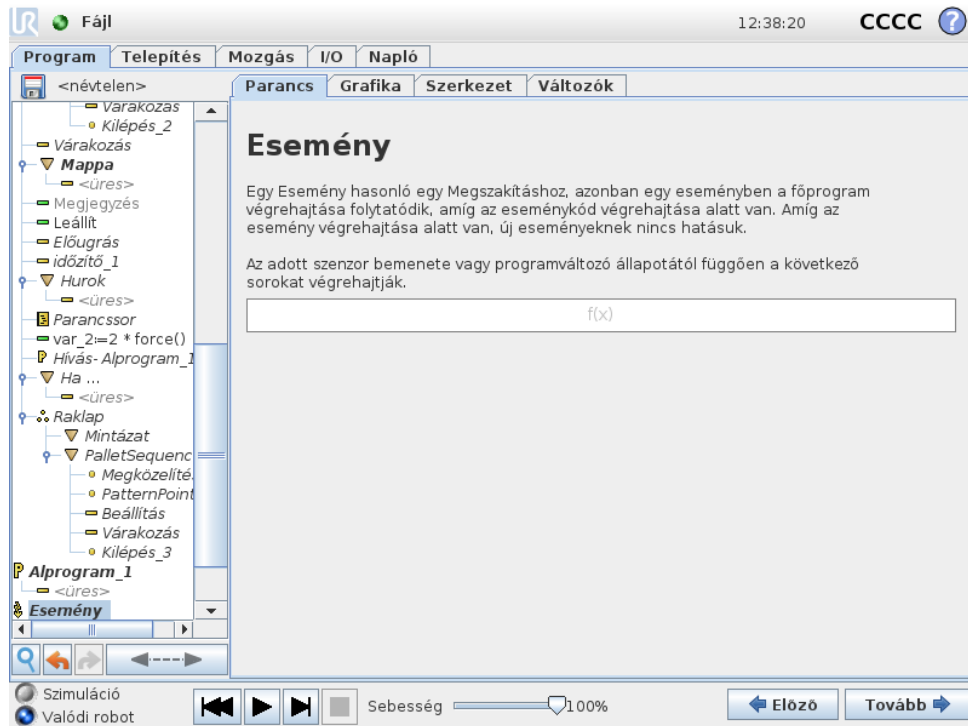 Fájl
12:38:20
CCCC
?
Program Telepítés Mozgás I/O Napló
<névtelen>
Parancs Grafika Szerkezet Változók
Várakozás
Kilépés_2
Várakozás
Mappa
<üres>
Megjegyzés
Leállít
Előugrás
időzítő_1
Hurok
<üres>
Parancssor
var_2≔2 * force()
Hívás- Alprogram_1
Ha ...
<üres>
Raklap
Mintázat
PalletSequenc
Megközelíté
PatternPoint
Beállítás
Várakozás
Kilépés_3
Alprogram_1
<üres>
Esemény
Esemény
Egy Esemény hasonló egy Megszakításhoz, azonban egy eseményben a főprogram
végrehajtása folytatódik, amíg az eseménykód végrehajtása alatt van. Amíg az
esemény végrehajtása alatt van, új eseményeknek nincs hatásuk.
Az adott szenzor bemenete vagy programváltozó állapotától függően a következő
sorokat végrehajtják.
f(x)
Szimuláció
Valódi robot
Sebesség 100%
Előző
Tovább